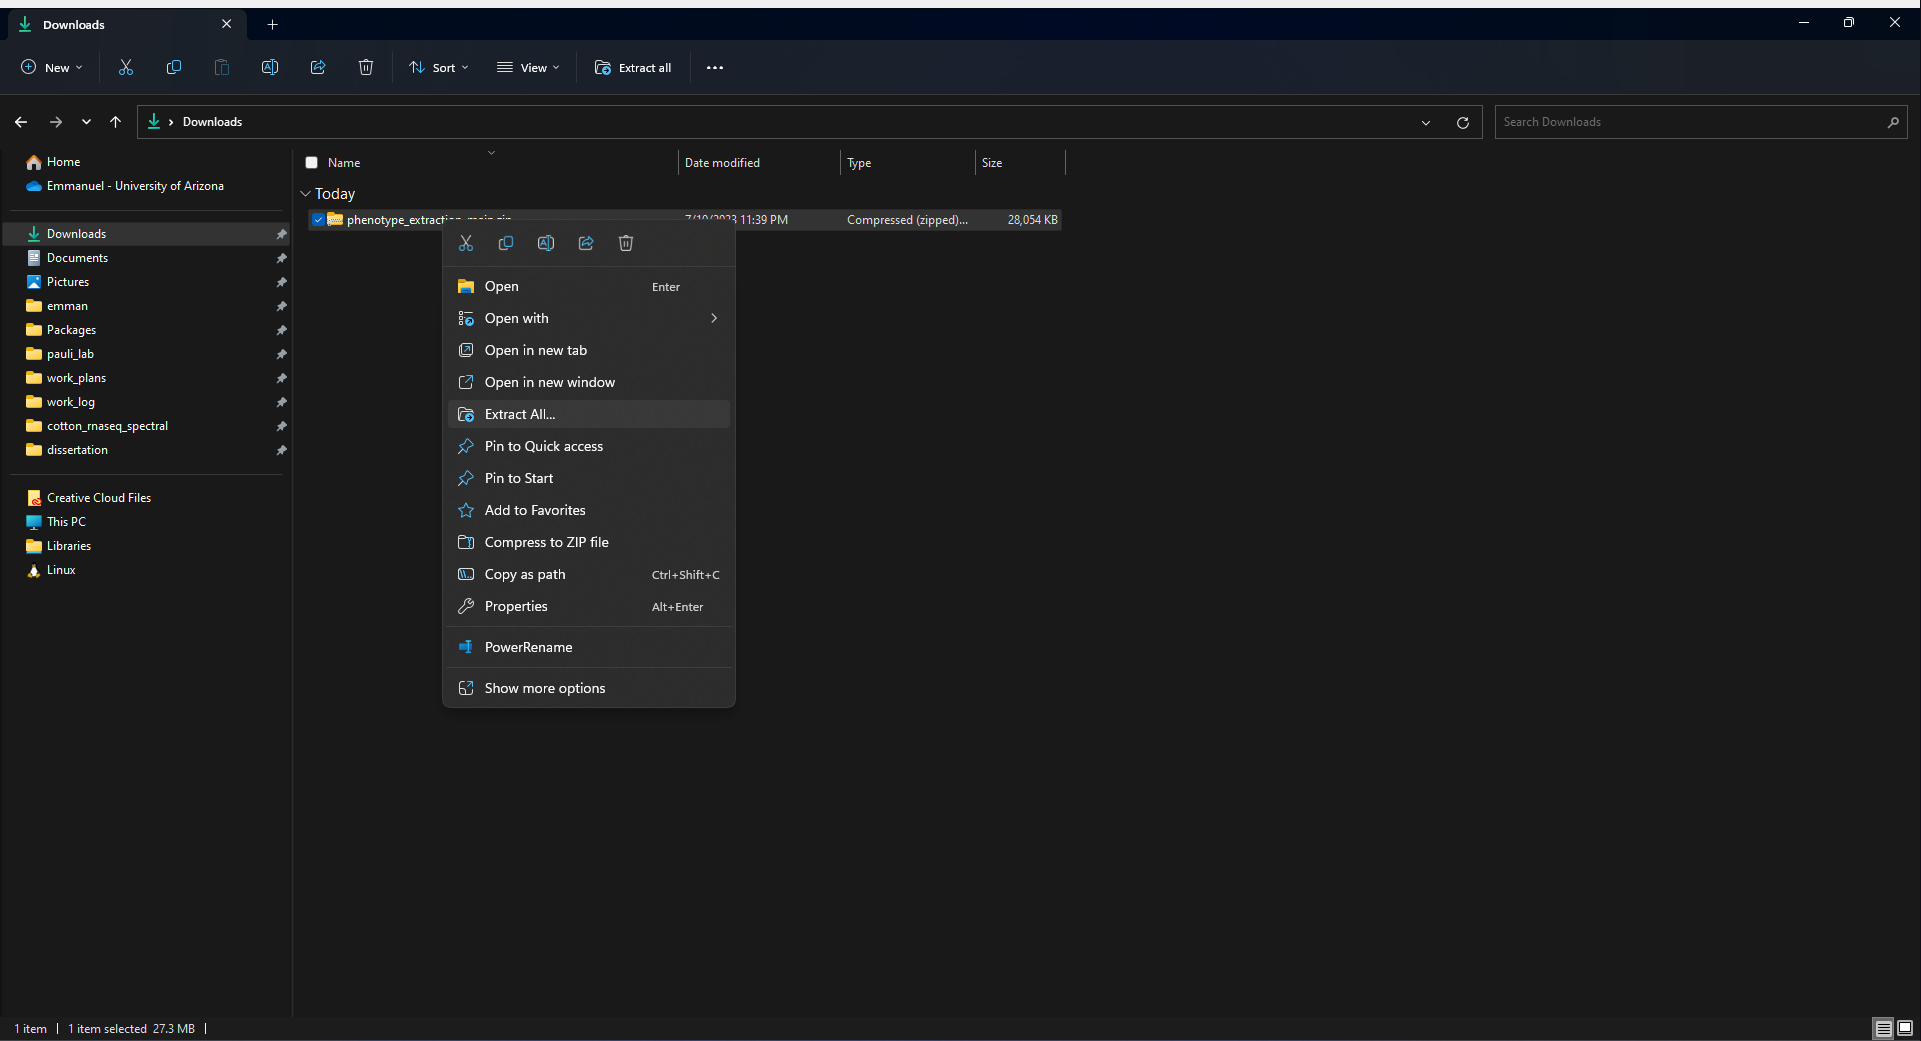 Downloads
New
Sort
View
Extract all
Downloads
Search Downloads
Home
Emmanuel - University of Arizona
Downloads
Documents
Pictures
emman
Packages
pauli_lab
work_plans
work_log
cotton_rnaseq_spectral
dissertation
Creative Cloud Files
This PC
Libraries
Linux
Name Date modified Type Size
Today
11:39 PM Compressed (zipped)... 28,054 KB
Open Enter
Open with
Open in new tab
Open in new window
Extract All...
Pin to Quick access
Pin to Start
Add to Favorites
Compress to ZIP file
Copy as path Ctrl+Shift+C
Properties Alt+Enter
PowerRename
Show more options
1 item 1 item selected 27.3 MB